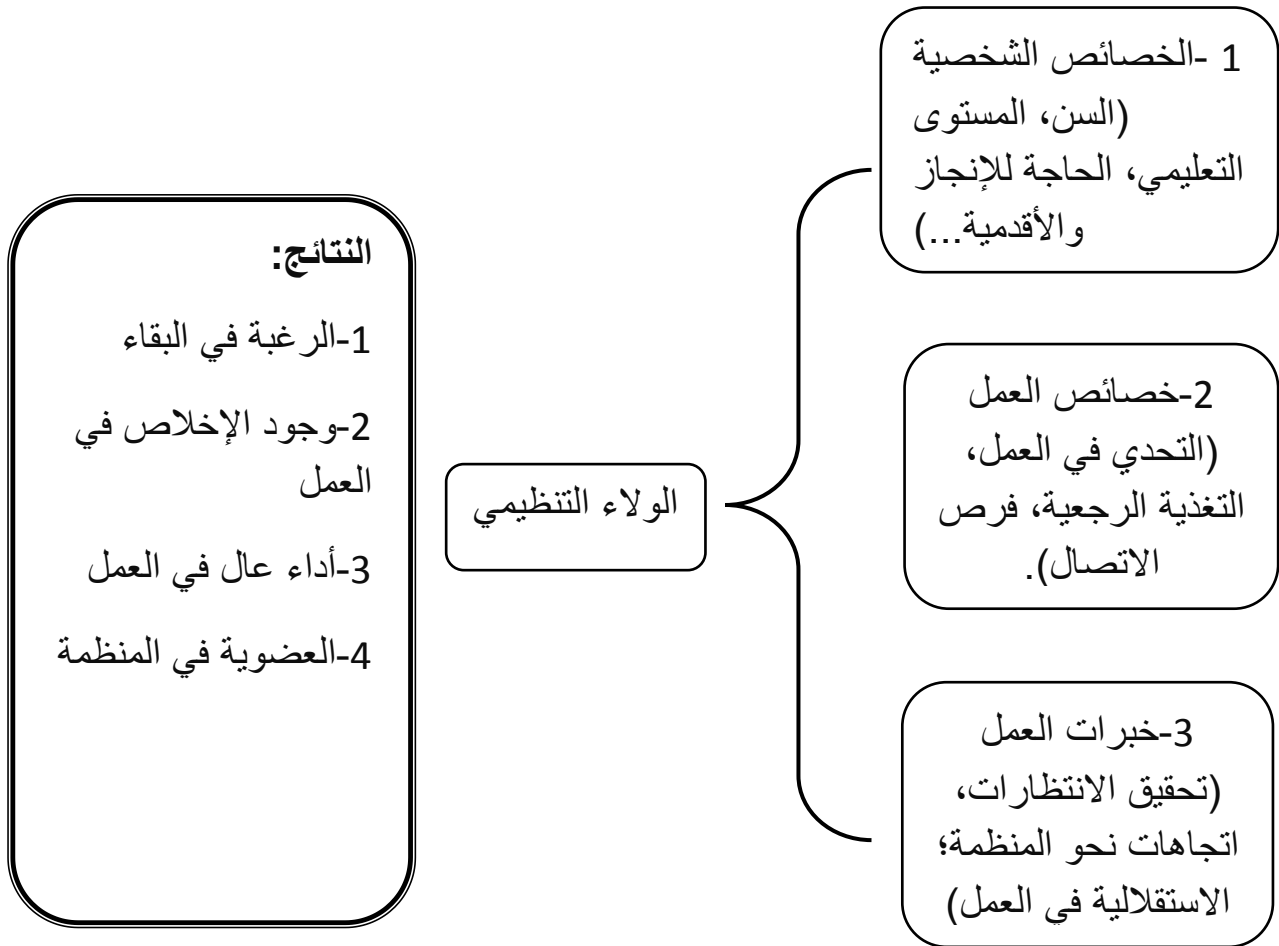 1 -الخصائص الشخصية
(السن، المستوى
التعليمي، الحاجة للإنجاز
والأقدمية...)
2-خصائص العمل
(التحدي في العمل،
التغذية الرجعية، فرص
الاتصال).
3-خبرات العمل
(تحقيق الانتظارات،
اتجاهات نحو المنظمة؛
الاستقلالية في العمل)
الولاء التنظيمي
النتائج:
1-الرغبة في البقاء
2-وجود الإخلاص في
العمل
3-أداء عال في العمل
4-العضوية في المنظمة